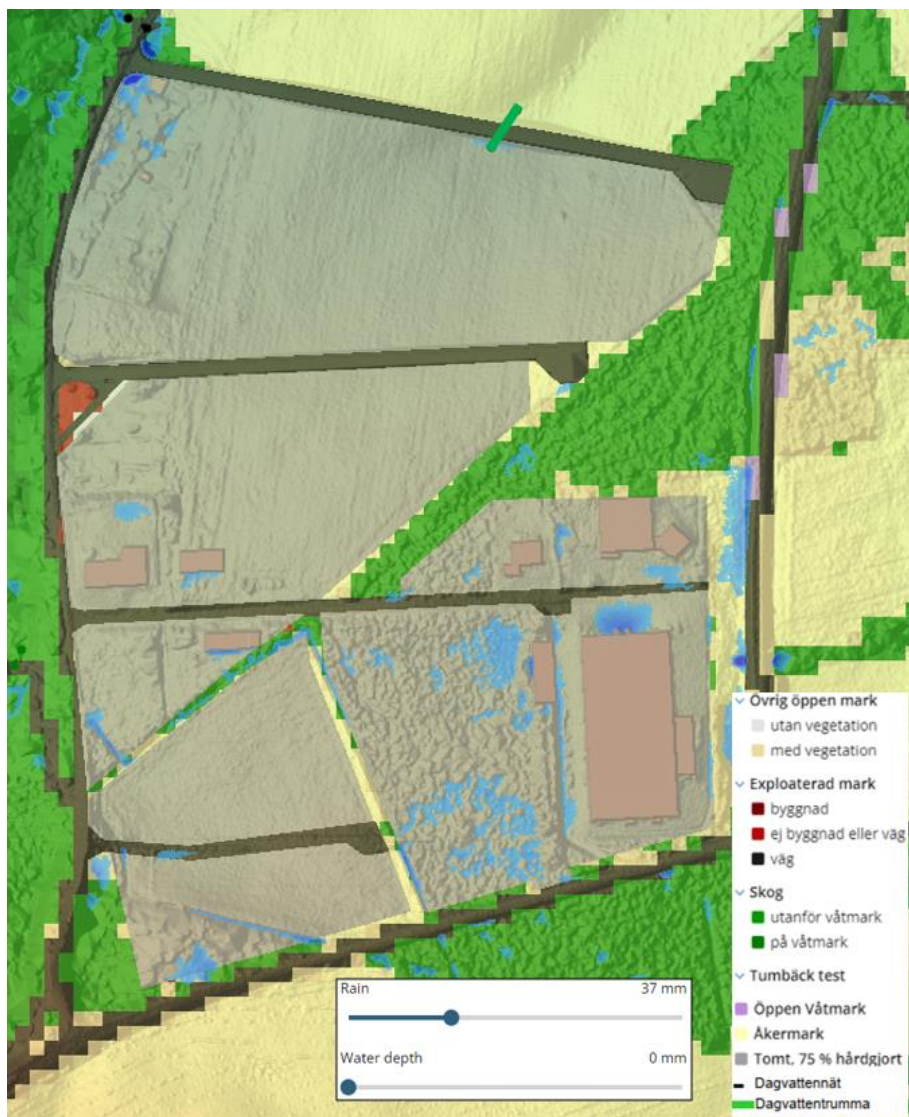 Övrig öppen mark
utan vegetation
med vegetation
Exploaterad mark
byggnad
ej byggnad eller väg
väg
Skog
utanför våtmark
på våtmark
Tumbäck test
Öppen Våtmark
Åkermark
Tomt, 75 % hårdgjort
Dagvattennät
Dagvattentrumma
Rain 37 mm
Water depth 0 mm